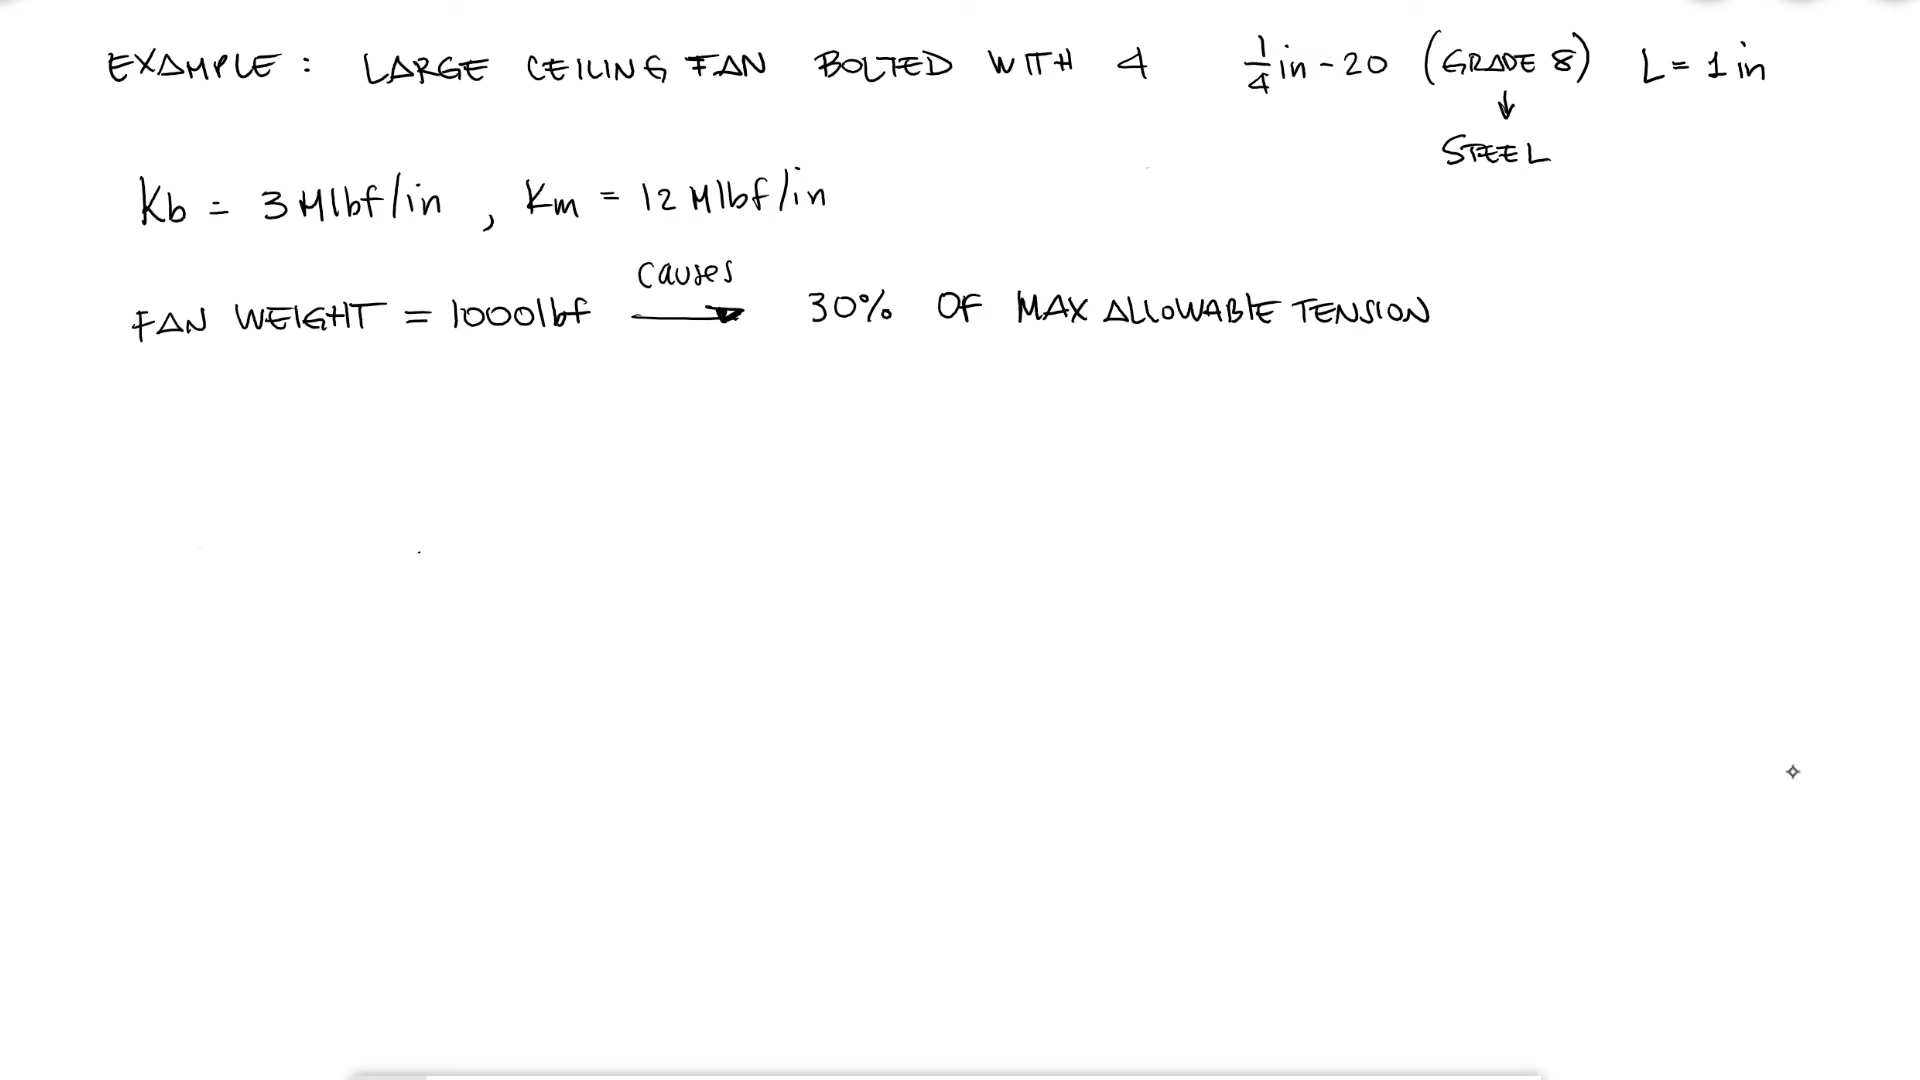 EXAMPLE: LARGE CEILING FAN BOLTED WITH 4 1/4 in-20 (GRADE 8) L = 1 in
↓
STEEL
Kb = 3 Mlbf/in , Km = 12 Mlbf/in
causes
FAN WEIGHT = 1000lbf → 30% OF MAX ALLOWABLE TENSION